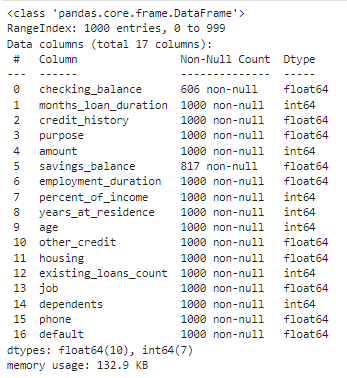 <class 'pandas.core.frame.DataFrame'>
RangeIndex: 1000 entries, 0 to 999
Data columns (total 17 columns):
 #   Column                Non-Null Count  Dtype
---  ------                --------------  -----
 0   checking_balance      606 non-null    float64
 1   months_loan_duration  1000 non-null   int64
 2   credit_history        1000 non-null   float64
 3   purpose               1000 non-null   float64
 4   amount                1000 non-null   int64
 5   savings_balance       817 non-null    float64
 6   employment_duration   1000 non-null   float64
 7   percent_of_income     1000 non-null   int64
 8   years_at_residence    1000 non-null   int64
 9   age                   1000 non-null   int64
 10  other_credit          1000 non-null   float64
 11  housing               1000 non-null   float64
 12  existing_loans_count  1000 non-null   int64
 13  job                   1000 non-null   float64
 14  dependents            1000 non-null   int64
 15  phone                 1000 non-null   float64
 16  default               1000 non-null   float64
dtypes: float64(10), int64(7)
memory usage: 132.9 KB